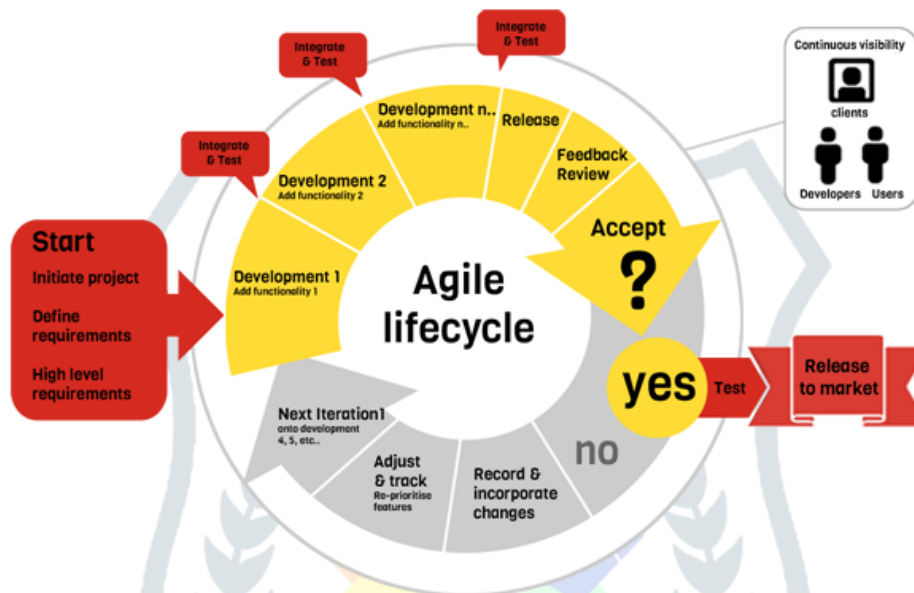 Start
Initiate project
Define
requirements
High level
requirements
Integrate
& Test
Integrate
& Test
Integrate
& Test
Development 1
Add functionality 1
Development 2
Add functionality 2
Development n..
Add functionality n..
Release
Feedback
Review
Accept
?
Agile
lifecycle
yes
Test
Release
to market
no
Record &
incorporate
changes
Adjust
& track
Re-prioritise
features
Next Iteration1
onto development
4, 5, etc..
Continuous visibility
clients
Developers Users